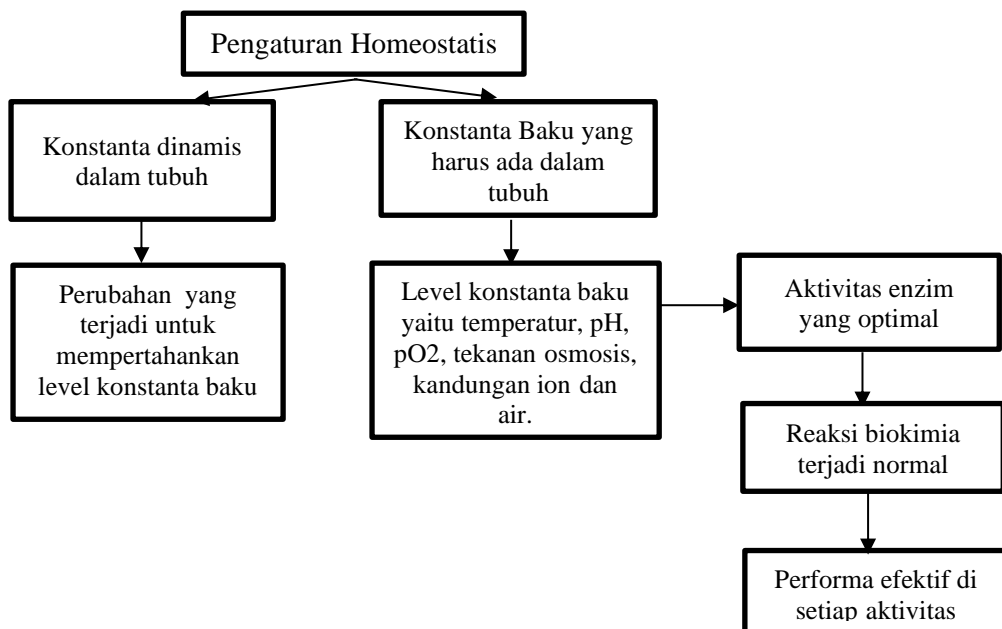 Pengaturan Homeostatis
Konstanta dinamis
dalam tubuh
Konstanta Baku yang
harus ada dalam
tubuh
Perubahan yang
terjadi untuk
mempertahankan
level konstanta baku
Level konstanta baku
yaitu temperatur, pH,
pO2, tekanan osmosis,
kandungan ion dan
air.
Aktivitas enzim
yang optimal
Reaksi biokimia
terjadi normal
Performa efektif di
setiap aktivitas